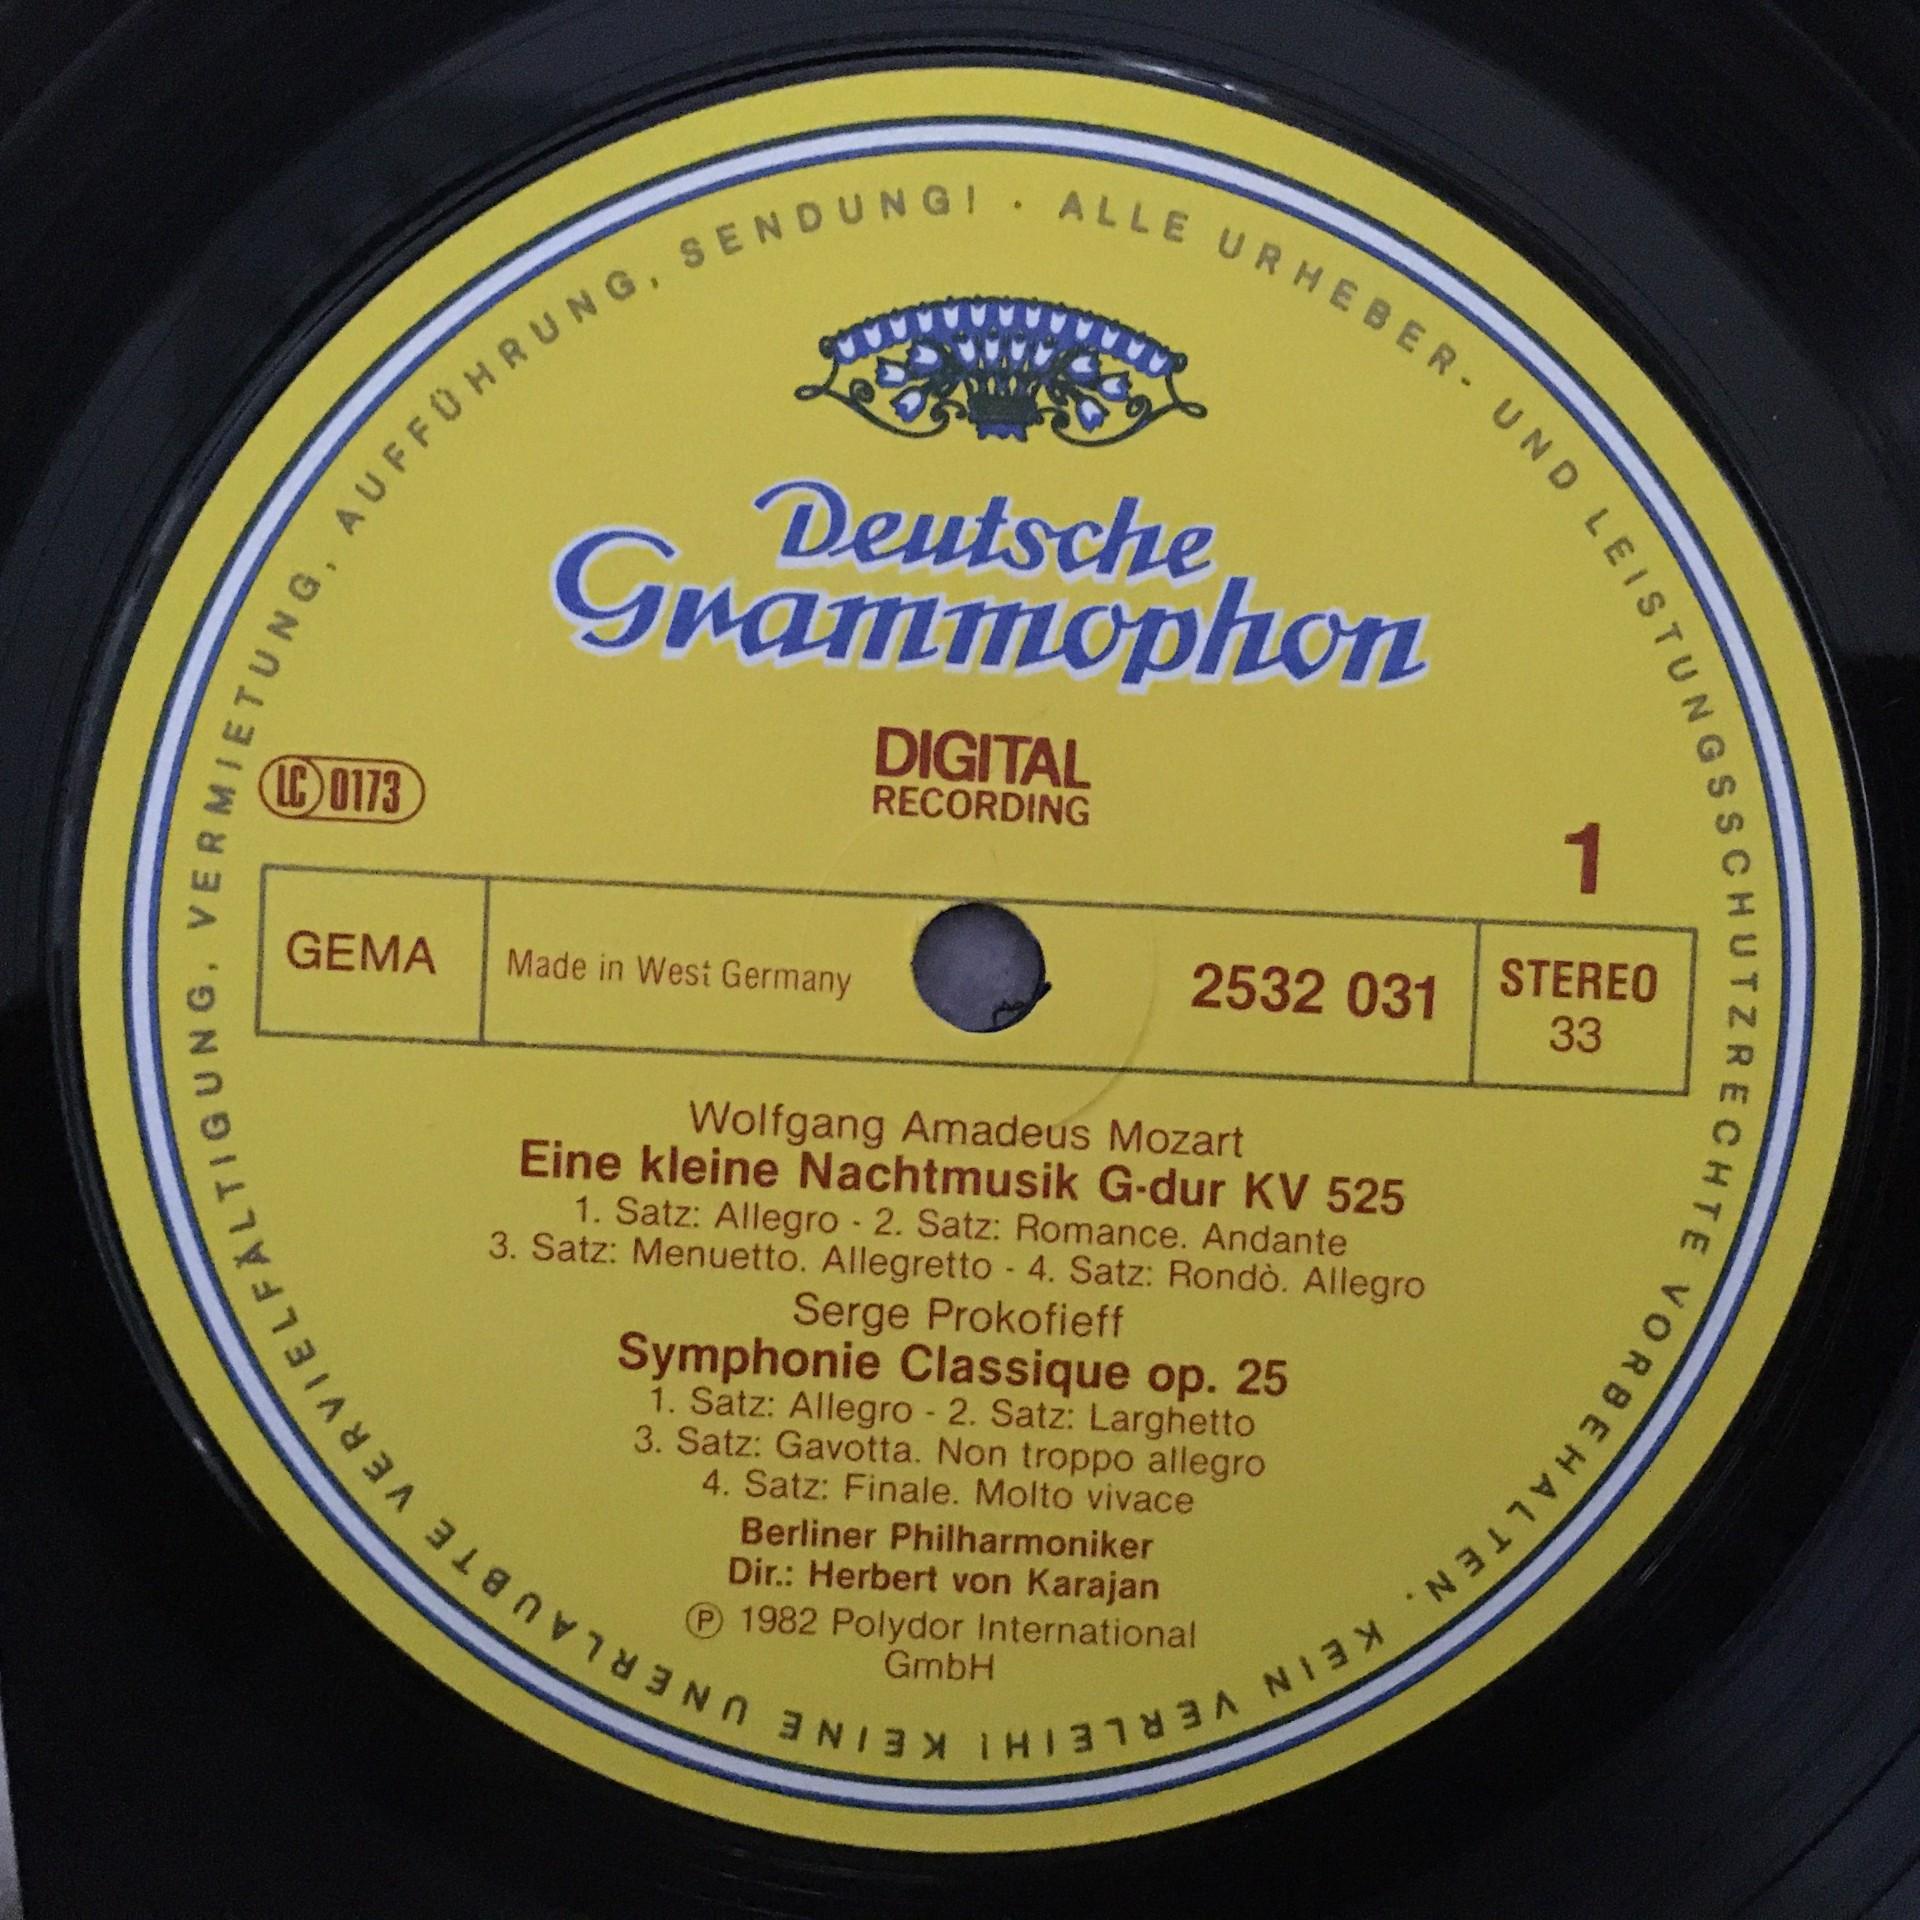 Deutsche
Grammophon
DIGITAL
RECORDING
LC 0173
1
GEMA
Made in West Germany
2532 031
STEREO
33
Wolfgang Amadeus Mozart
Eine kleine Nachtmusik G-dur KV 525
1. Satz: Allegro - 2. Satz: Romance. Andante
3. Satz: Menuetto. Allegretto - 4. Satz: Rondò. Allegro
Serge Prokofieff
Symphonie Classique op. 25
1. Satz: Allegro - 2. Satz: Larghetto
3. Satz: Gavotta. Non troppo allegro
4. Satz: Finale. Molto vivace
Berliner Philharmoniker
Dir.: Herbert von Karajan
Ⓟ 1982 Polydor International
GmbH
ALLE URHEBER- UND LEISTUNGSSCHUTZRECHTE VORBEHALTEN. KEIN VERLEIH! KEINE UNERLAUBTE VERVIELFÄLTIGUNG, VERMIETUNG, AUFFÜHRUNG, SENDUNG! ·